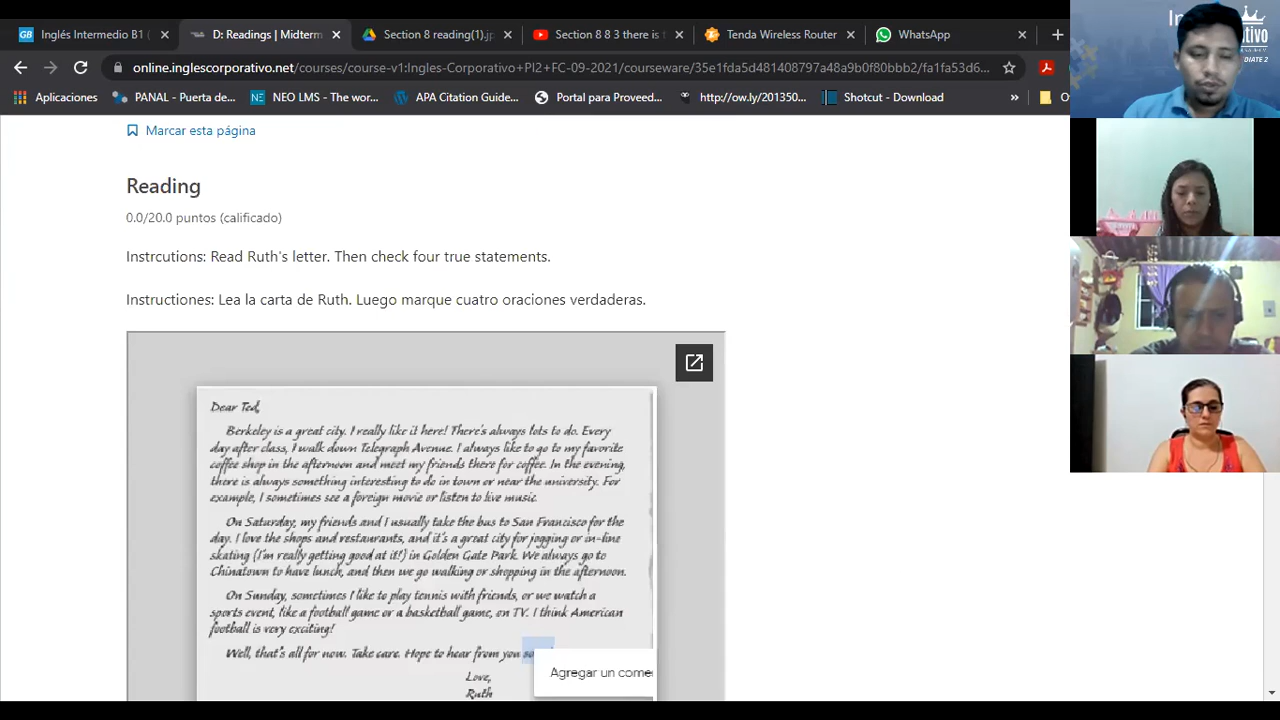 Inglés Intermedio B1 (
D: Readings | Midterm
Section 8 reading(1).jp
Section 8 8 3 there is
Tenda Wireless Router
WhatsApp
online.inglescorporativo.net/courses/course-v1:Ingles-Corporativo+PI2+TC-09-2021/courseware/
Aplicaciones
PANAL - Puerta de...
NEO LMS - The wor...
APA Citation Guide...
Portal para Proveed...
http://ow.ly/201350...
Shotcut - Download
»
Marcar esta página
Reading
0.0/20.0 puntos (calificado)
Instrcutions: Read Ruth's letter. Then check four true statements.
Instructiones: Lea la carta de Ruth. Luego marque cuatro oraciones verdaderas.
Dear Ted,
Berkeley is a great city. I really like it here! There's always lots to do. Every
day after class, I walk down Telegraph Avenue. I always like to go to my favorite
coffee shop in the afternoon and meet my friends there for coffee. In the evening,
there is always something interesting to do in town or near the university. For
example, I sometimes see a foreign movie or listen to live music.
On Saturday, my friends and I usually take the bus to San Francisco for the
day. I love the shops and restaurants, and it's a great city for jogging or in-line
skating (I'm really getting good at it!) in Golden Gate Park. We always go to
Chinatown to have lunch, and then we go walking or shopping in the afternoon.
On Sunday, sometimes I like to play tennis with friends, or we watch a
sports event, like a football game or a basketball game, on TV. I think American
football is very exciting!
Well, that's all for now. Take care. Hope to hear from you
Agregar un come
Love,
Ruth